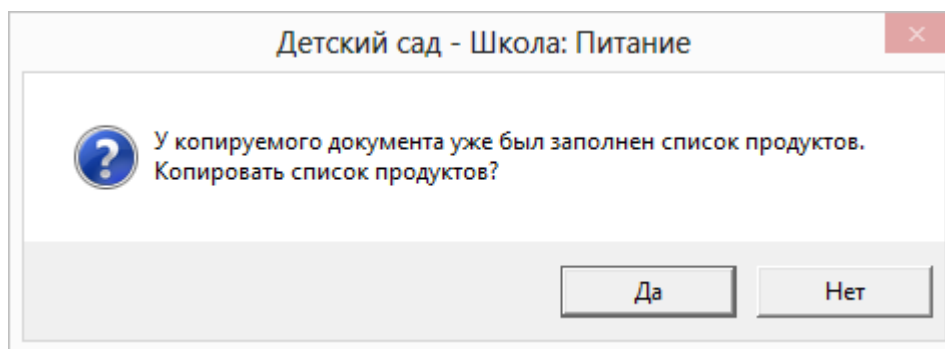 Детский сад - Школа: Питание
У копируемого документа уже был заполнен список продуктов.
Копировать список продуктов?
Да
Нет